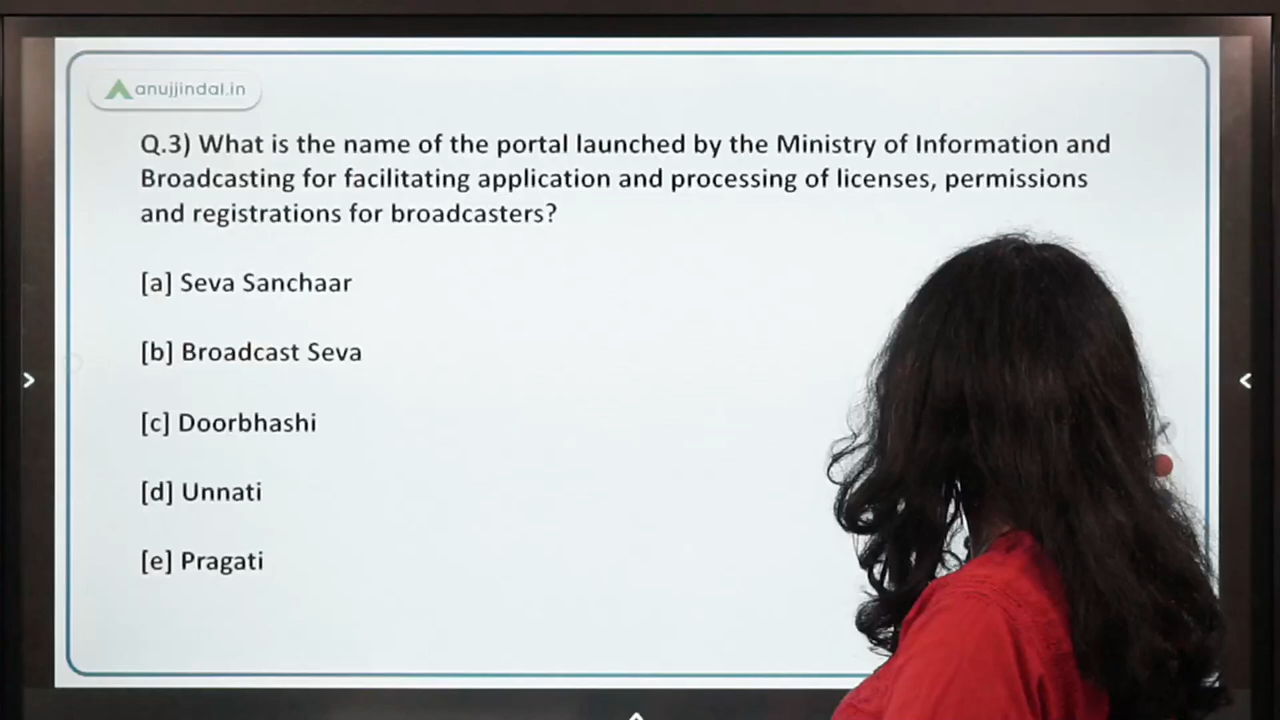 anujjindal.in
Q.3) What is the name of the portal launched by the Ministry of Information and
Broadcasting for facilitating application and processing of licenses, permissions
and registrations for broadcasters?
[a] Seva Sanchaar
[b] Broadcast Seva
[c] Doorbhashi
[d] Unnati
[e] Pragati